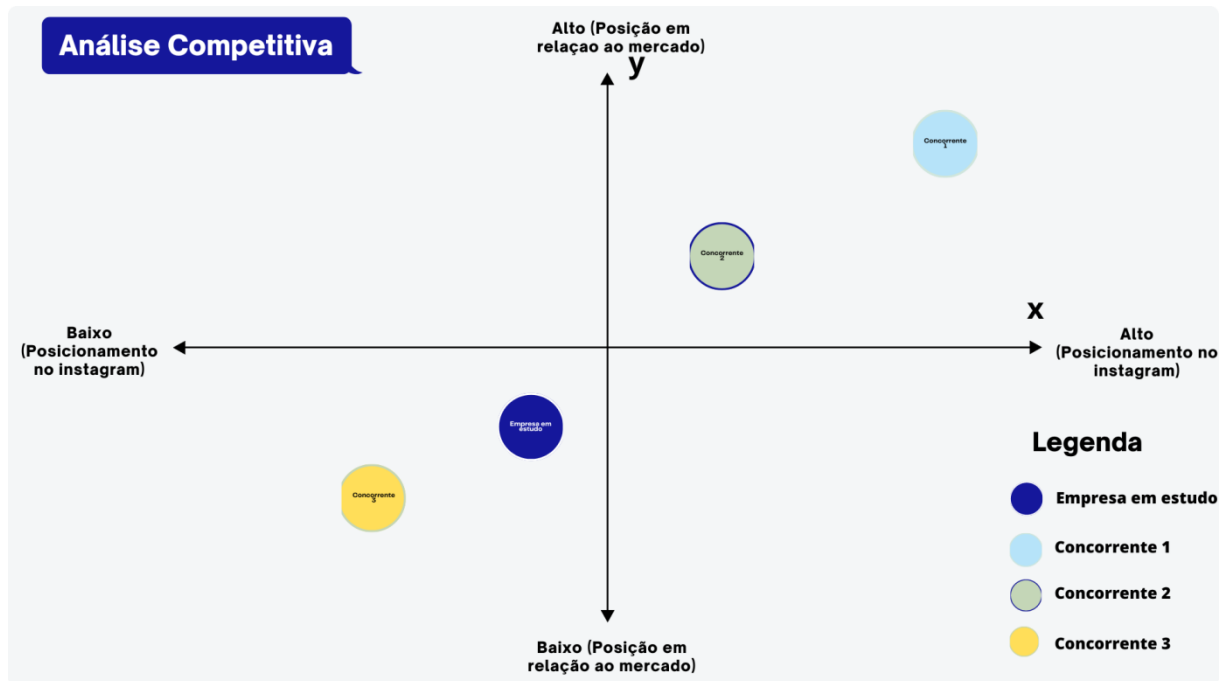 Análise Competitiva
Alto (Posição em
relaçao ao mercado)
y
Concorrente
1
Concorrente
2
x
Baixo
(Posicionamento
no instagram)
Alto
(Posicionamento no
instagram)
Empresa em
estudo
Concorrente
3
Legenda
Empresa em estudo
Concorrente 1
Concorrente 2
Concorrente 3
Baixo (Posição em
relação ao mercado)